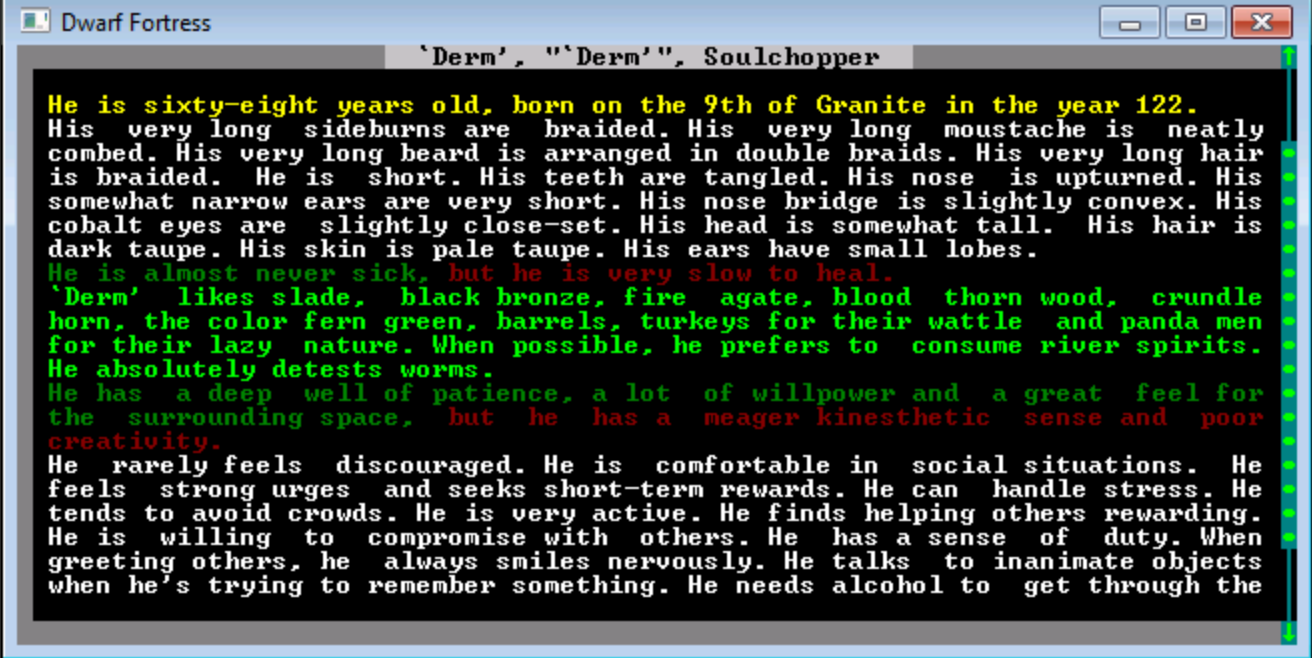 Dwarf Fortress
`Derm', "`Derm'", Soulchopper
He is sixty-eight years old, born on the 9th of Granite in the year 122.
His very long sideburns are braided. His very long moustache is neatly
combed. His very long beard is arranged in double braids. His very long hair
is braided. He is short. His teeth are tangled. His nose is upturned. His
somewhat narrow ears are very short. His nose bridge is slightly convex. His
cobalt eyes are slightly close-set. His head is somewhat tall. His hair is
dark taupe. His skin is pale taupe. His ears have small lobes.
He is almost never sick, but he is very slow to heal.
`Derm' likes slade, black bronze, fire agate, blood thorn wood, crundle
horn, the color fern green, barrels, turkeys for their wattle and panda men
for their lazy nature. When possible, he prefers to consume river spirits.
He absolutely detests worms.
He has a deep well of patience, a lot of willpower and a great feel for
the surrounding space, but he has a meager kinesthetic sense and poor
creativity.
He rarely feels discouraged. He is comfortable in social situations. He
feels strong urges and seeks short-term rewards. He can handle stress. He
tends to avoid crowds. He is very active. He finds helping others rewarding.
He is willing to compromise with others. He has a sense of duty. When
greeting others, he always smiles nervously. He talks to inanimate objects
when he's trying to remember something. He needs alcohol to get through the